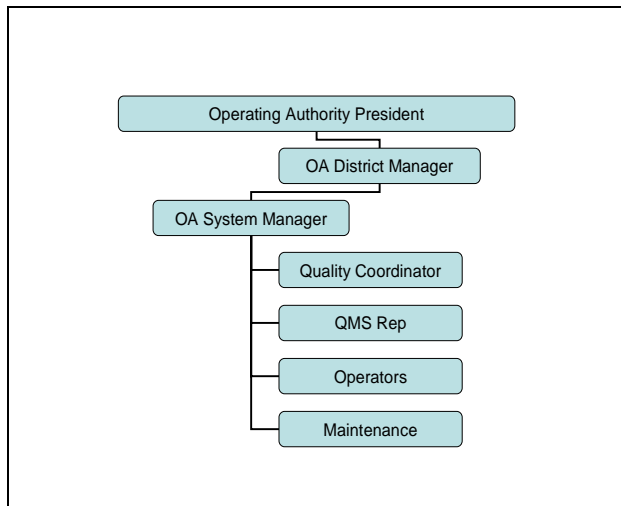 Operating Authority President
OA District Manager
OA System Manager
Quality Coordinator
QMS Rep
Operators
Maintenance